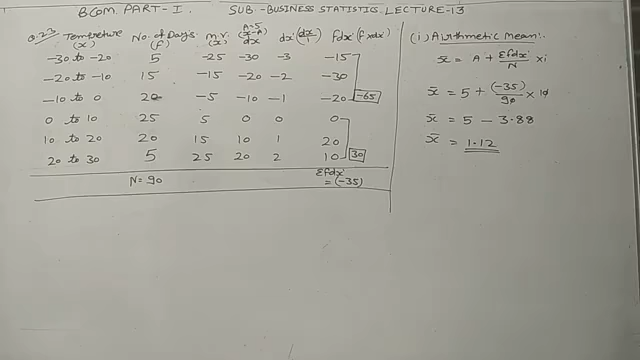 BCOM. PART-I. SUB.-BUSINESS STATISTICS. LECTURE-13
Q.23 Temperature (x) No. of Days (f) m.v. (x) A=5 (x-A) dx dx' (dx/i) fdx' (f×dx')
-30 to -20 5 -25 -30 -3 -15
-20 to -10 15 -15 -20 -2 -30
-10 to 0 20 -5 -10 -1 -20 -65
0 to 10 25 5 0 0 0
10 to 20 20 15 10 1 20
20 to 30 5 25 20 2 10 30
N=90 Σfdx' = (-35)
(i) Arithmetic Mean:-
x̄ = A + Σfdx'/N × i
x̄ = 5 + (-35)/90 × 10
x̄ = 5 - 3.88
x̄ = 1.12